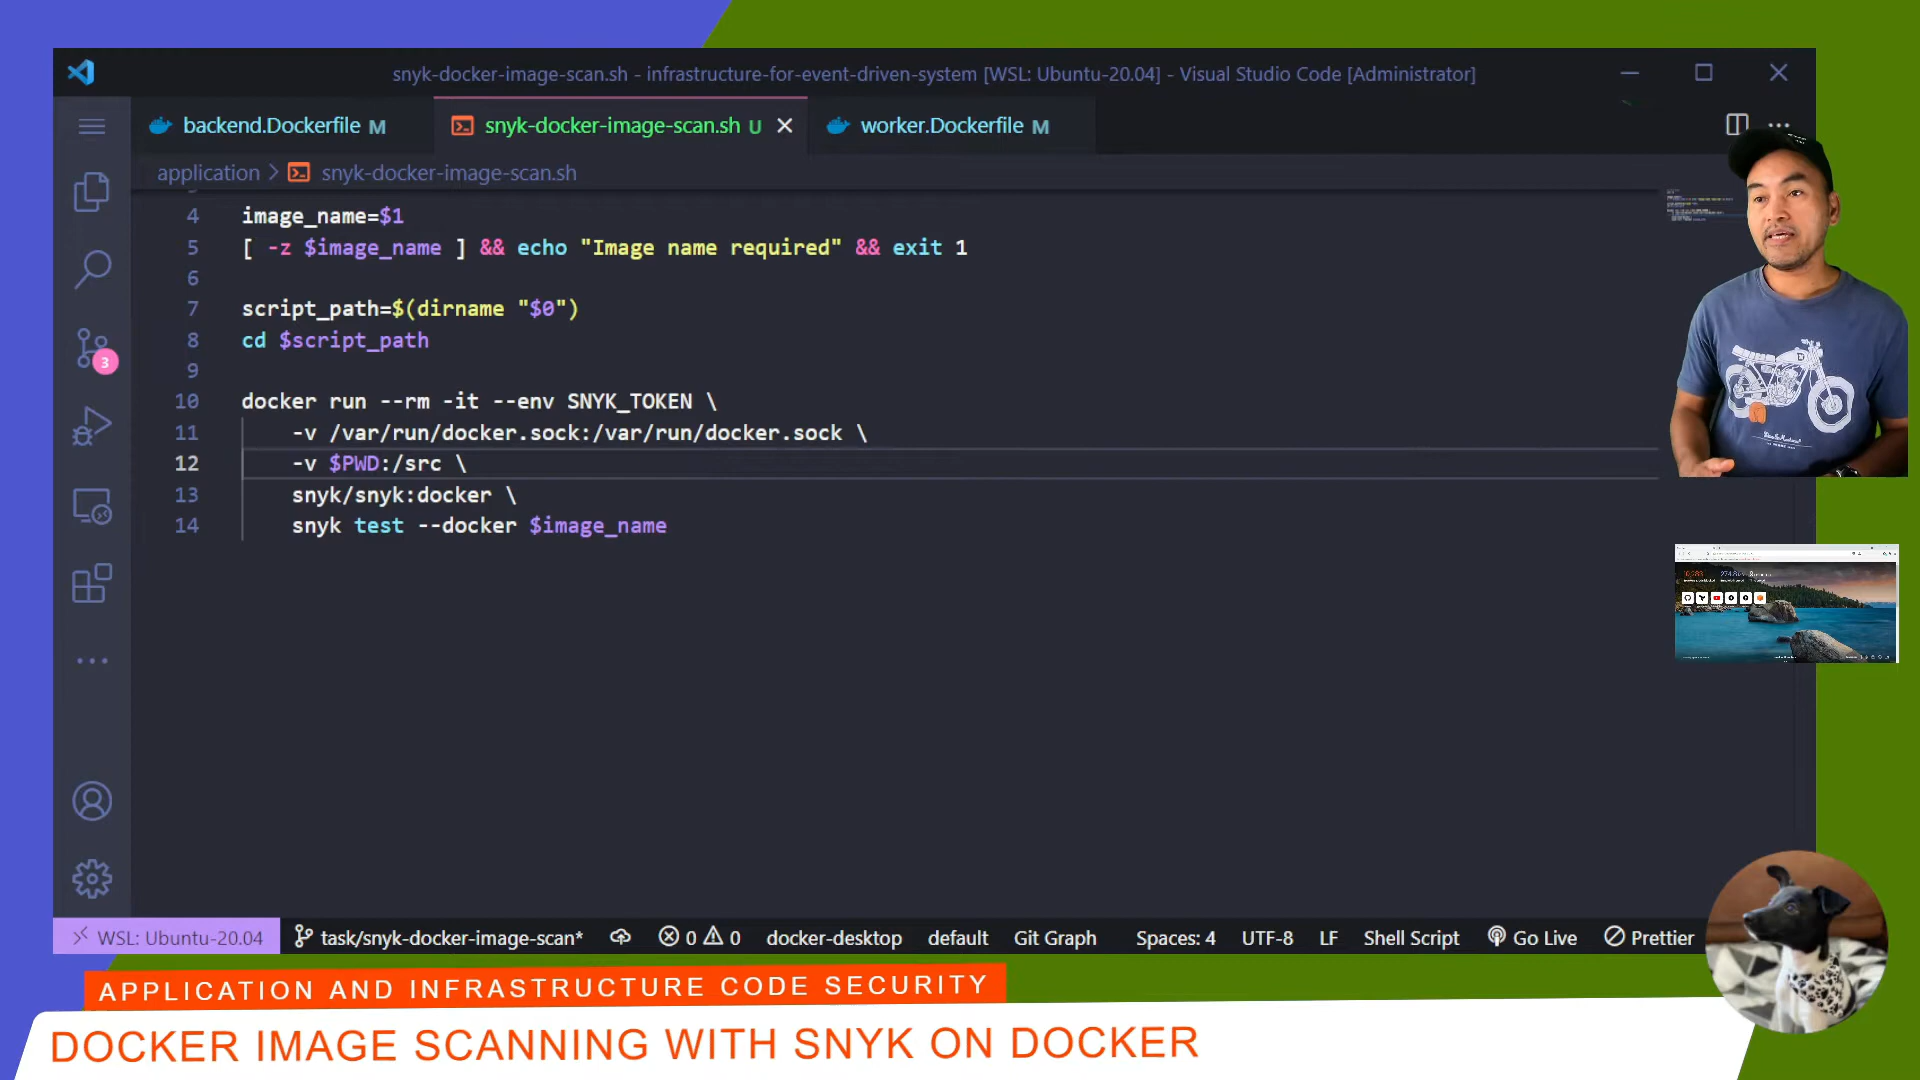 snyk-docker-image-scan.sh - infrastructure-for-event-driven-system [WSL: Ubuntu-20.04] - Visual Studio Code [Administrator]
backend.Dockerfile M
snyk-docker-image-scan.sh U
worker.Dockerfile M
application > snyk-docker-image-scan.sh
4 image_name=$1
5 [ -z $image_name ] && echo "Image name required" && exit 1
6
7 script_path=$(dirname "$0")
8 cd $script_path
9
10 docker run --rm -it --env SNYK_TOKEN \
11 -v /var/run/docker.sock:/var/run/docker.sock \
12 -v $PWD:/src \
13 snyk/snyk:docker \
14 snyk test --docker $image_name
3
WSL: Ubuntu-20.04 task/snyk-docker-image-scan* 0 0 docker-desktop default Git Graph Spaces: 4 UTF-8 LF Shell Script Go Live Prettier
APPLICATION AND INFRASTRUCTURE CODE SECURITY
DOCKER IMAGE SCANNING WITH SNYK ON DOCKER